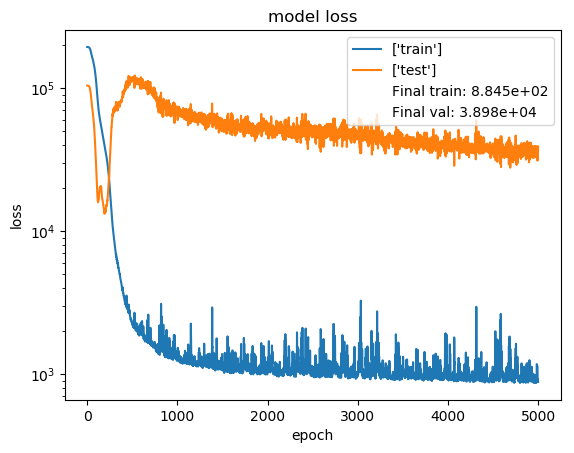 model loss
['train']
['test']
Final train: 8.845e+02
Final val: 3.898e+04
loss
10^5
10^4
10^3
0 1000 2000 3000 4000 5000
epoch